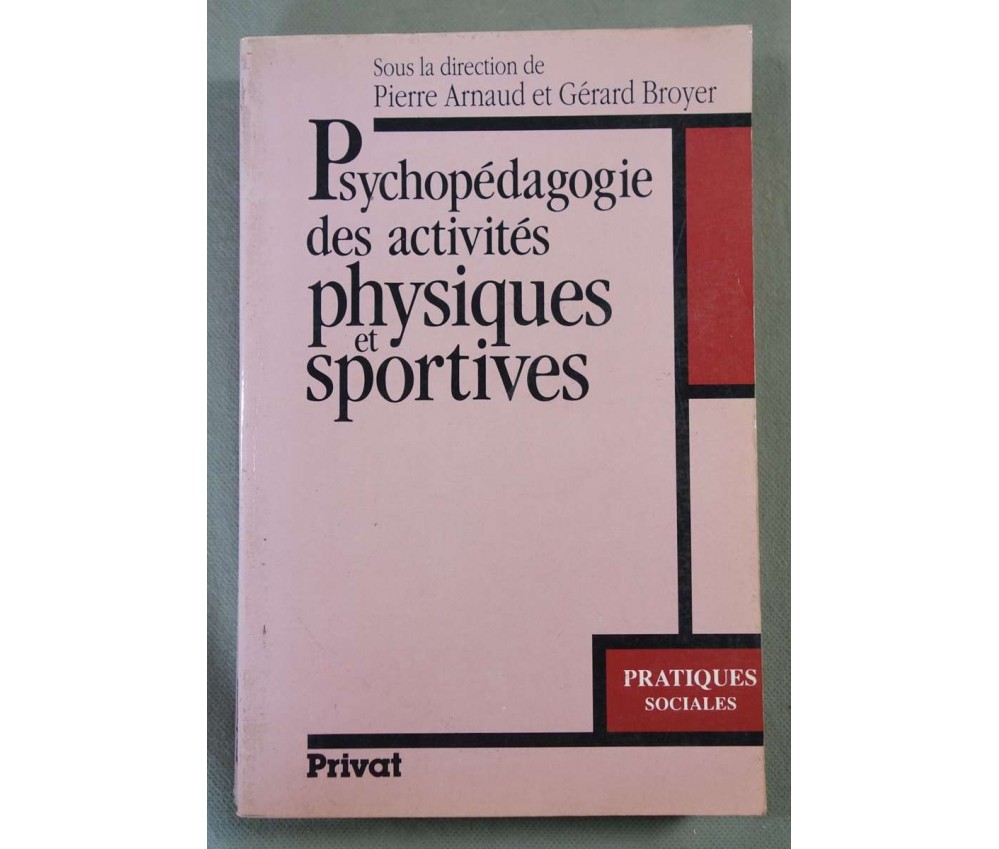 Sous la direction de
Pierre Arnaud et Gérard Broyer
Psychopédagogie
des activités
physiques
et
sportives
PRATIQUES
SOCIALES
Privat